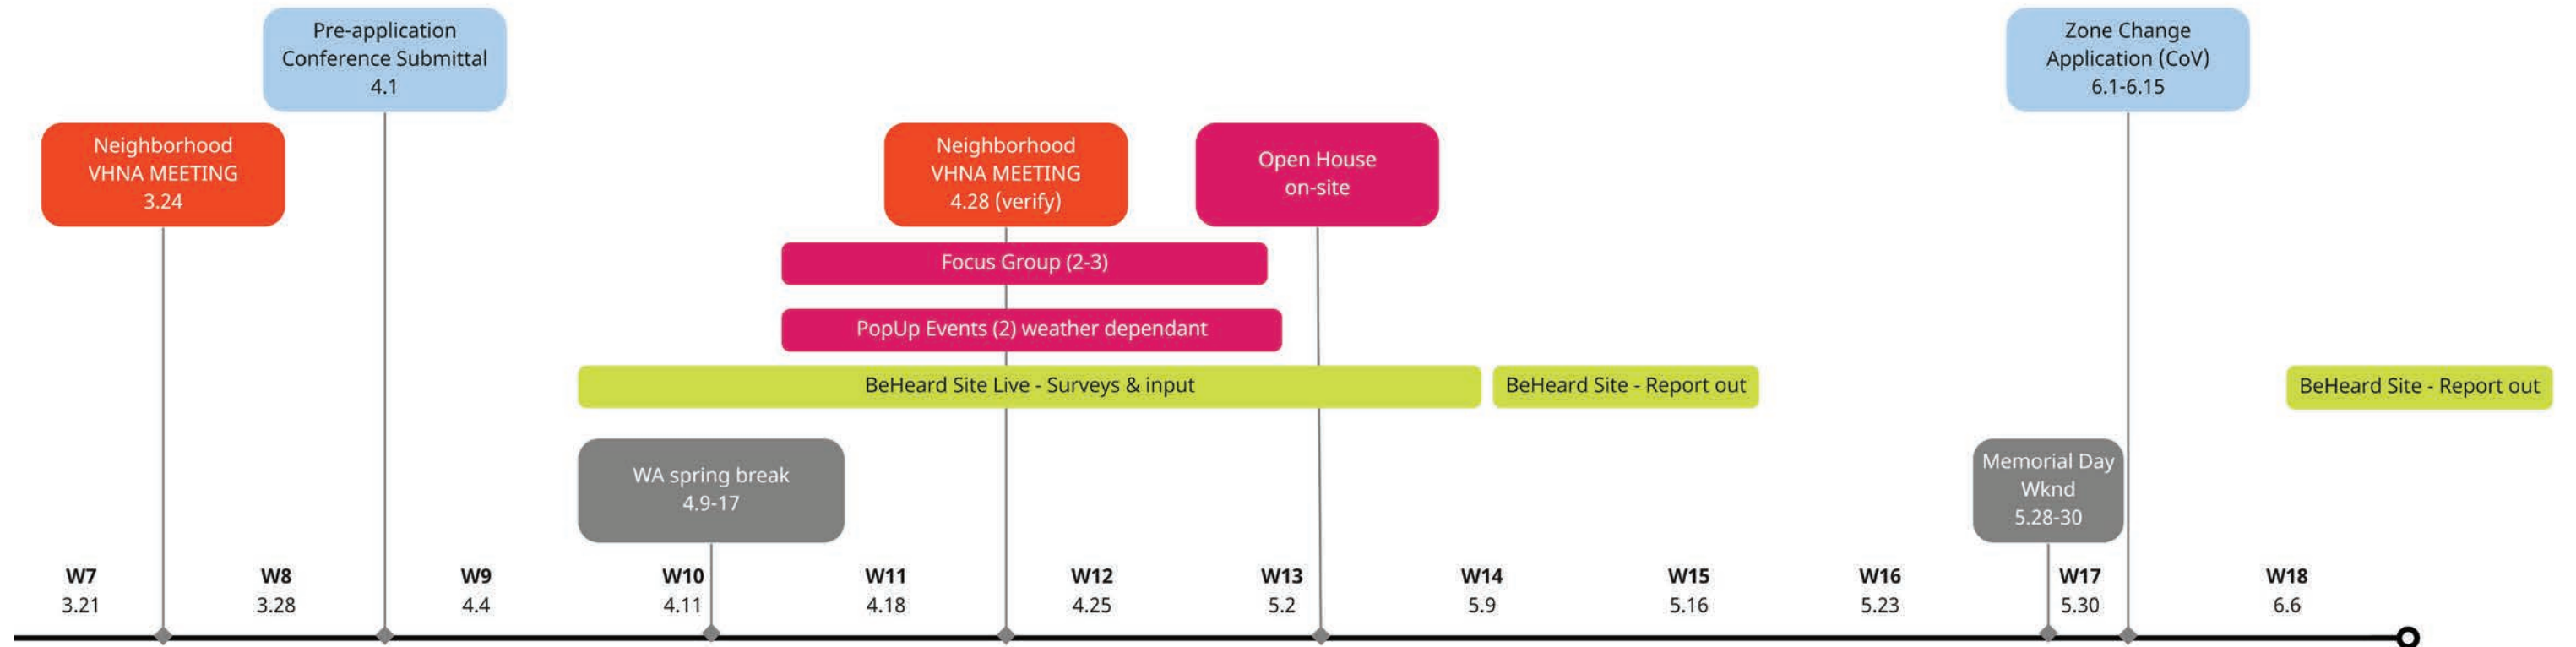 Pre-application
Conference Submittal
4.1
Zone Change
Application (CoV)
6.1-6.15
Neighborhood
VHNA MEETING
3.24
Neighborhood
VHNA MEETING
4.28 (verify)
Open House
on-site
Focus Group (2-3)
PopUp Events (2) weather dependant
BeHeard Site Live - Surveys & input
BeHeard Site - Report out
BeHeard Site - Report out
WA spring break
4.9-17
Memorial Day
Wknd
5.28-30
W7
3.21
W8
3.28
W9
4.4
W10
4.11
W11
4.18
W12
4.25
W13
5.2
W14
5.9
W15
5.16
W16
5.23
W17
5.30
W18
6.6